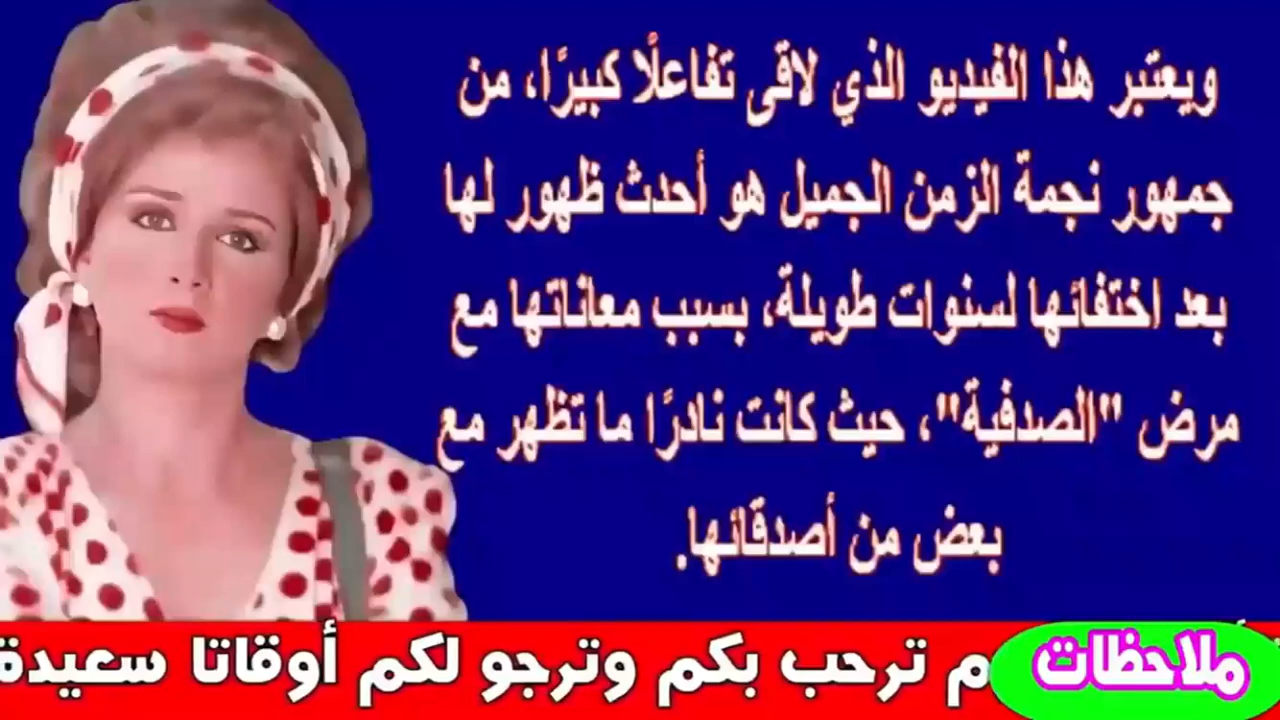 ويعتبر هذا الفيديو الذي لاقى تفاعلًا كبيرًا، من
جمهور نجمة الزمن الجميل هو أحدث ظهور لها
بعد اختفائها لسنوات طويلة، بسبب معاناتها مع
مرض "الصدفية"، حيث كانت نادرًا ما تظهر مع
بعض من أصدقائها.
ملاحظات
م ترحب بكم وترجو لكم أوقاتا سعيدة